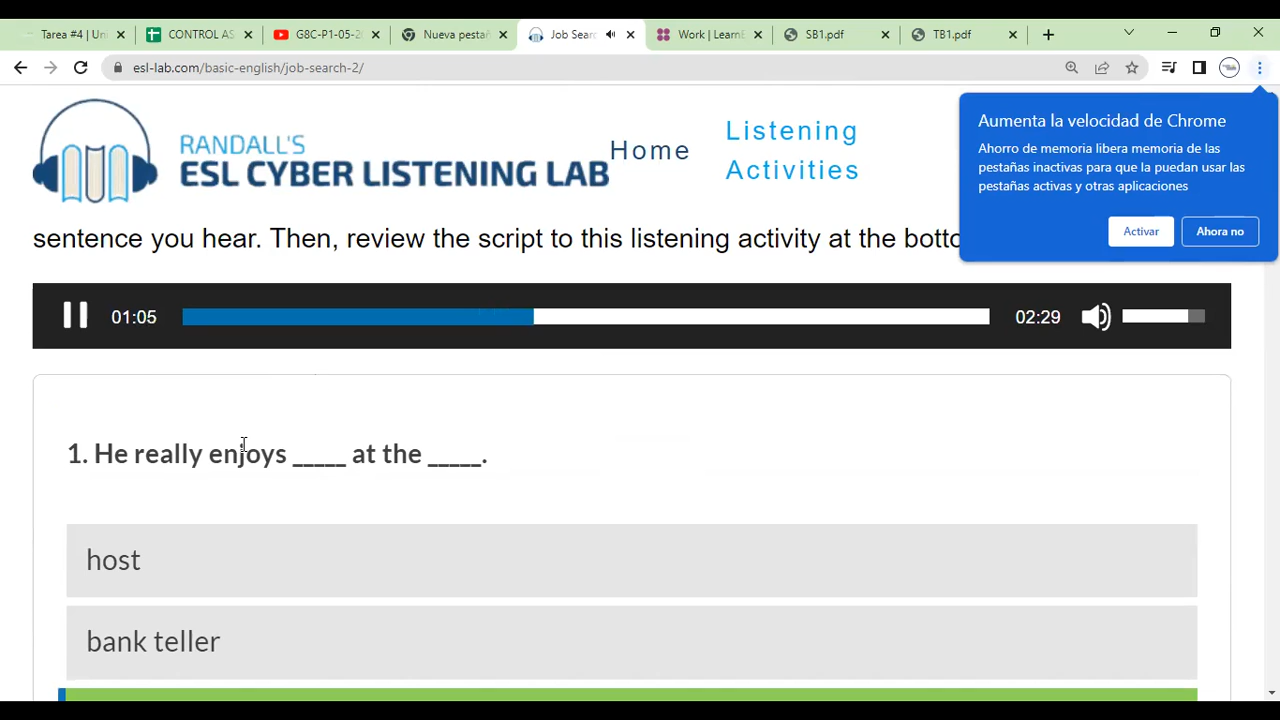 Tarea #4 | Uni
CONTROL AS
G8C-P1-05-2
Nueva pestañ
Job Sear
Work | LearnE
SB1.pdf
TB1.pdf
esl-lab.com/basic-english/job-search-2/
RANDALL'S
ESL CYBER LISTENING LAB
Home
Listening
Activities
Aumenta la velocidad de Chrome
Ahorro de memoria libera memoria de las
pestañas inactivas para que la puedan usar las
pestañas activas y otras aplicaciones
Activar
Ahora no
sentence you hear. Then, review the script to this listening activity at the botto
01:05
02:29
1. He really enjoys _____ at the _____.
host
bank teller